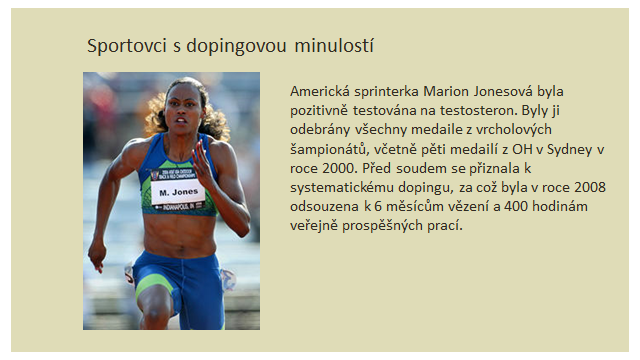 Sportovci s dopingovou minulostí
Americká sprinterka Marion Jonesová byla
pozitivně testována na testosteron. Byly ji
odebrány všechny medaile z vrcholových
šampionátů, včetně pěti medailí z OH v Sydney v
roce 2000. Před soudem se přiznala k
systematickému dopingu, za což byla v roce 2008
odsouzena k 6 měsícům vězení a 400 hodinám
veřejně prospěšných prací.
M. Jones
INDIANAPOLIS, IN